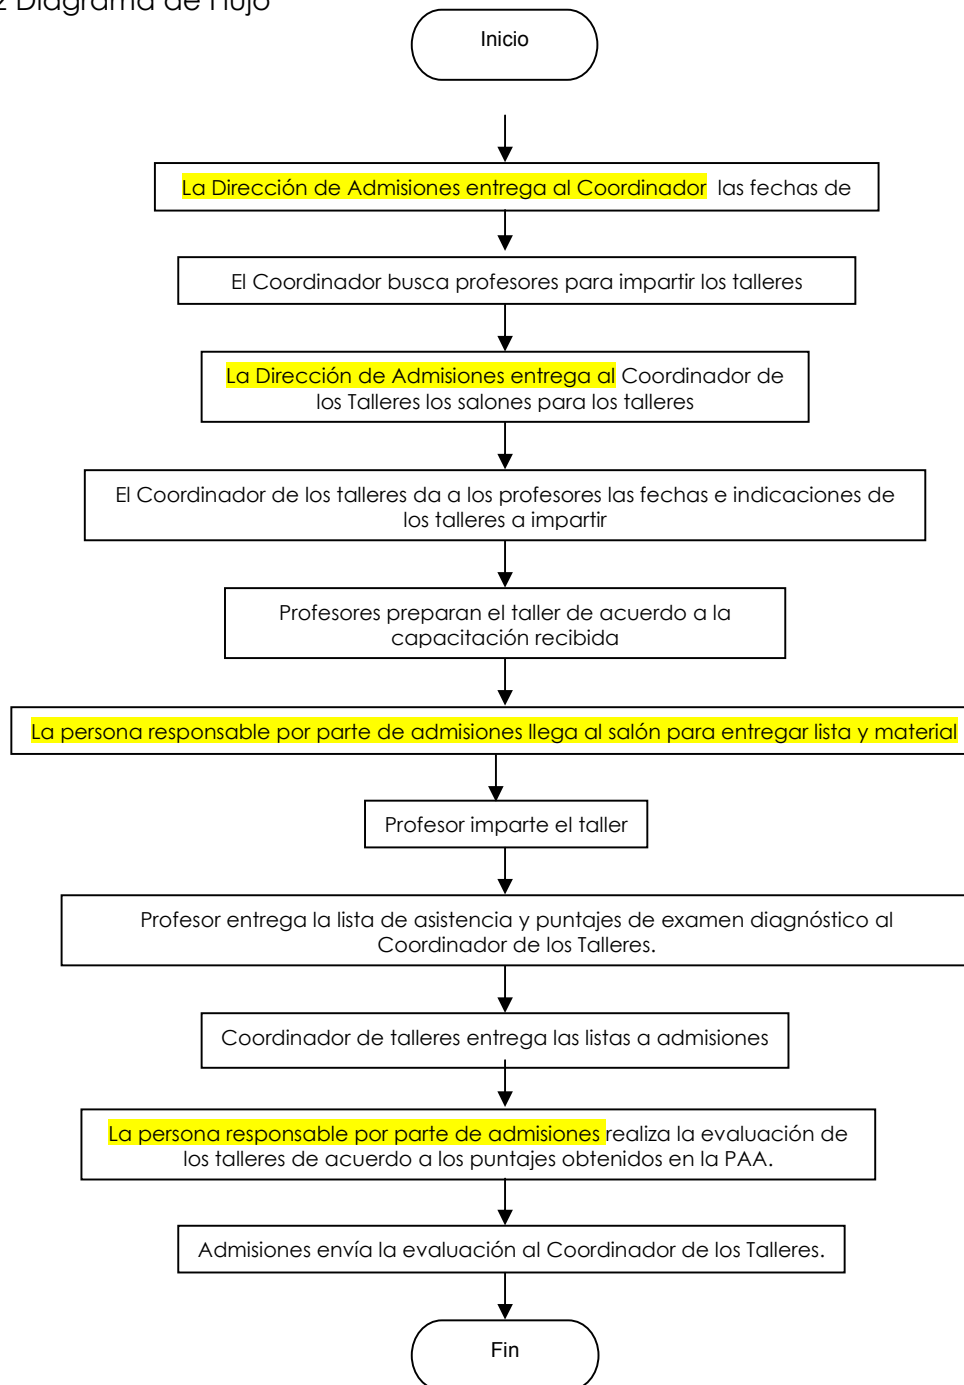 2 Diagrama de Flujo
Inicio
La Dirección de Admisiones entrega al Coordinador las fechas de
El Coordinador busca profesores para impartir los talleres
La Dirección de Admisiones entrega al Coordinador de
los Talleres los salones para los talleres
El Coordinador de los talleres da a los profesores las fechas e indicaciones de
los talleres a impartir
Profesores preparan el taller de acuerdo a la
capacitación recibida
La persona responsable por parte de admisiones llega al salón para entregar lista y material
Profesor imparte el taller
Profesor entrega la lista de asistencia y puntajes de examen diagnóstico al
Coordinador de los Talleres.
Coordinador de talleres entrega las listas a admisiones
La persona responsable por parte de admisiones realiza la evaluación de
los talleres de acuerdo a los puntajes obtenidos en la PAA.
Admisiones envía la evaluación al Coordinador de los Talleres.
Fin